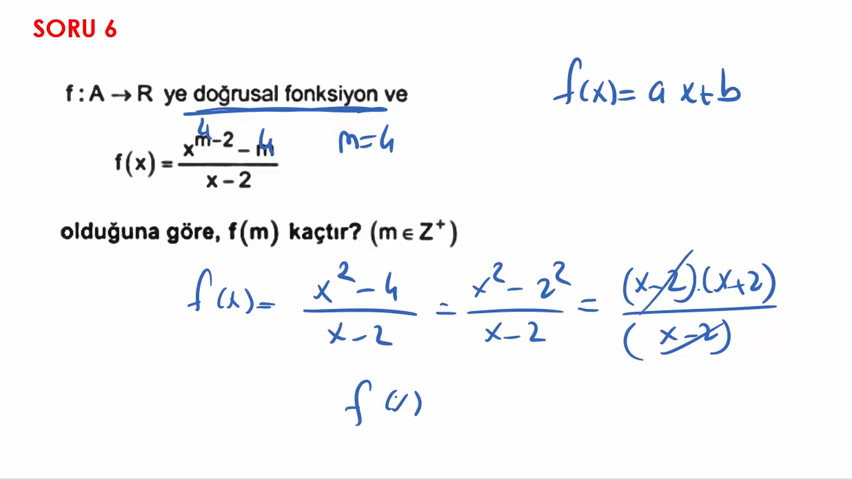 SORU 6
f : A → R ye doğrusal fonksiyon ve
f(x) = ax+b
f(x) = (x^(m-2) - m) / (x - 2)
4 4
m=4
olduğuna göre, f(m) kaçtır? (m ∈ Z⁺)
f(x) = (x² - 4) / (x - 2) = (x² - 2²) / (x - 2) = (x-2).(x+2) / (x-2)
f(x)